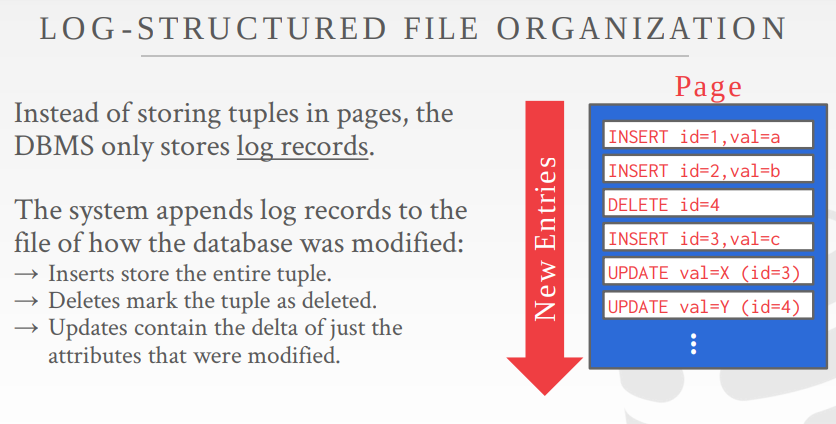 LOG-STRUCTURED FILE ORGANIZATION
Instead of storing tuples in pages, the
DBMS only stores log records.
The system appends log records to the
file of how the database was modified:
→ Inserts store the entire tuple.
→ Deletes mark the tuple as deleted.
→ Updates contain the delta of just the
attributes that were modified.
New Entries
Page
INSERT id=1,val=a
INSERT id=2,val=b
DELETE id=4
INSERT id=3,val=c
UPDATE val=X (id=3)
UPDATE val=Y (id=4)
⋮